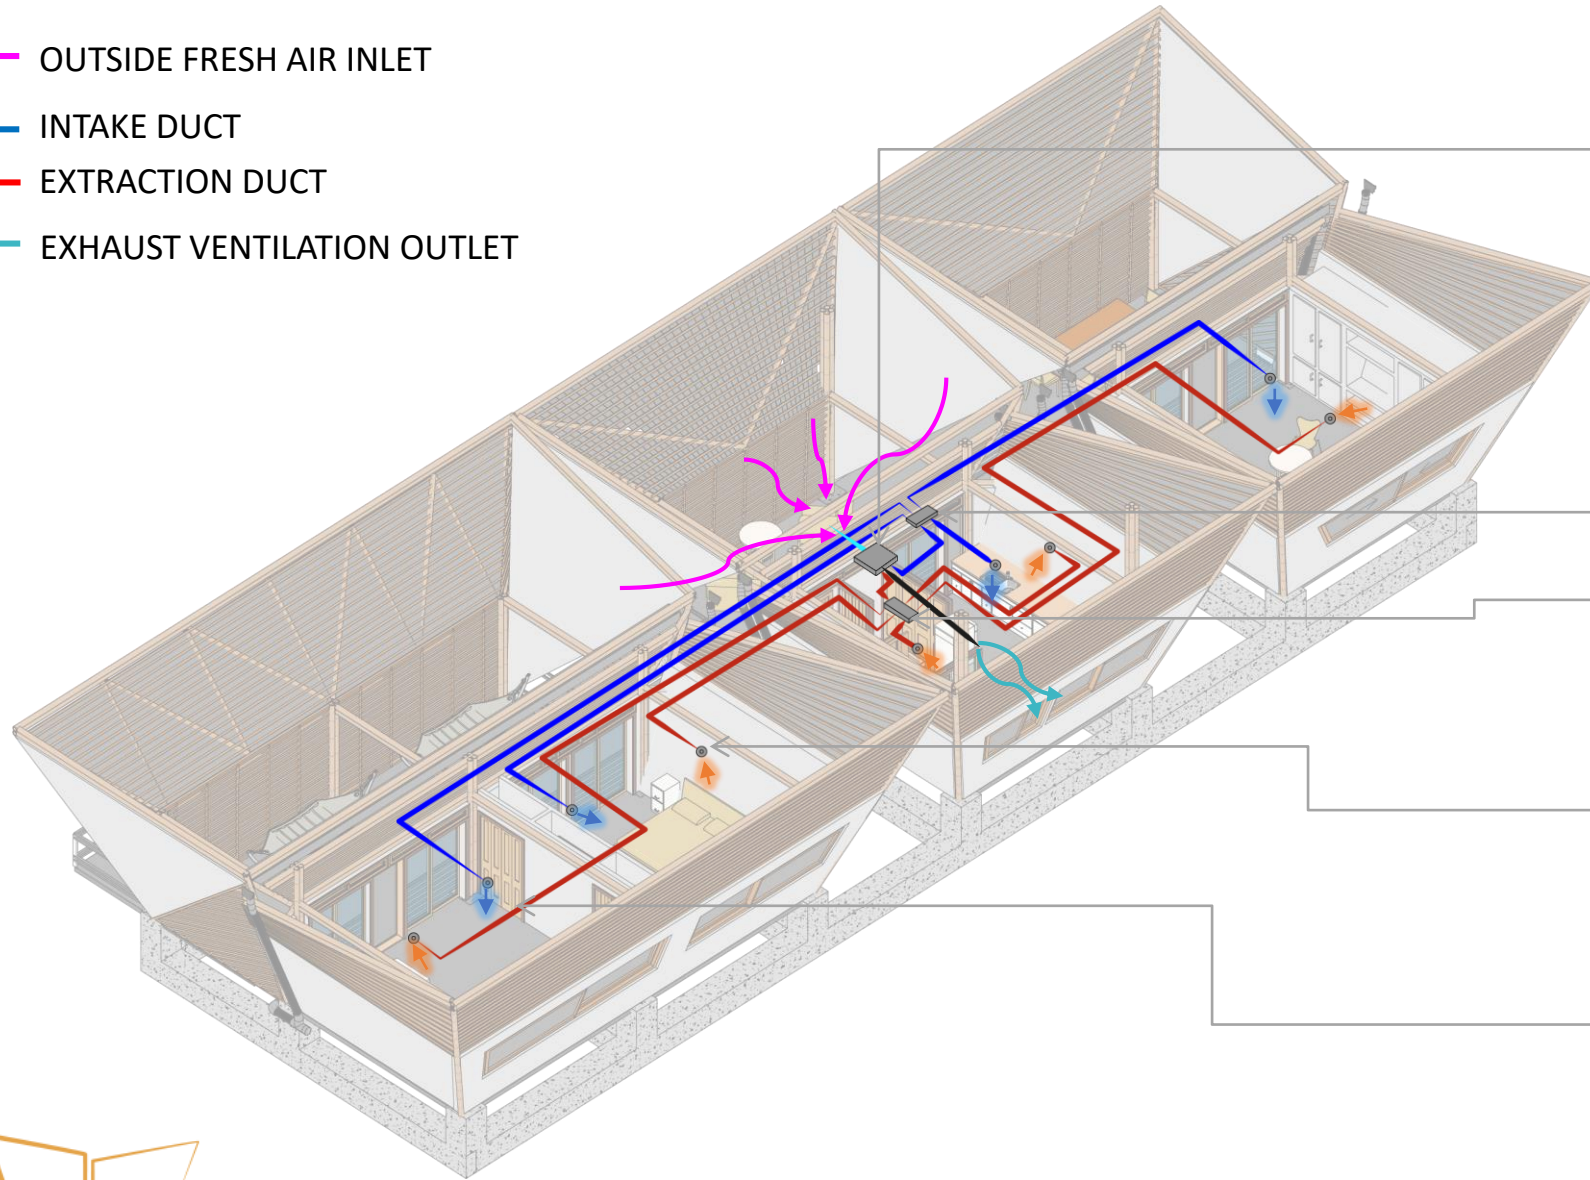 OUTSIDE FRESH AIR INLET
INTAKE DUCT
EXTRACTION DUCT
EXHAUST VENTILATION OUTLET